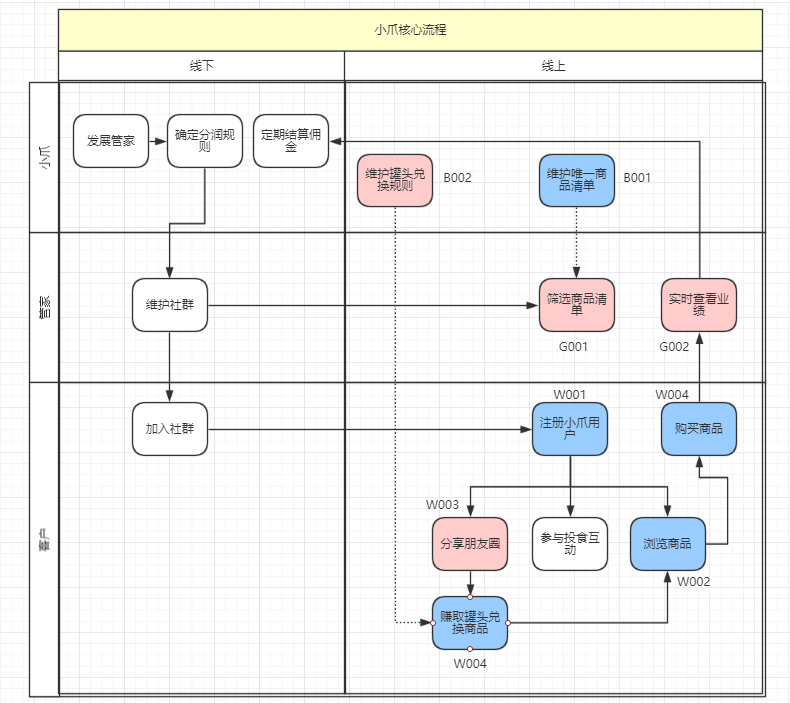 小爪核心流程
线下
线上
小爪
发展管家
确定分润规
则
定期结算佣
金
维护罐头兑
换规则
B002
维护唯一商
品清单
B001
管家
维护社群
筛选商品清
单
G001
实时查看业
绩
G002
客户
加入社群
W001
注册小爪用
户
W004
购买商品
W003
分享朋友圈
参与投食互
动
浏览商品
W002
赚取罐头兑
换商品
W004